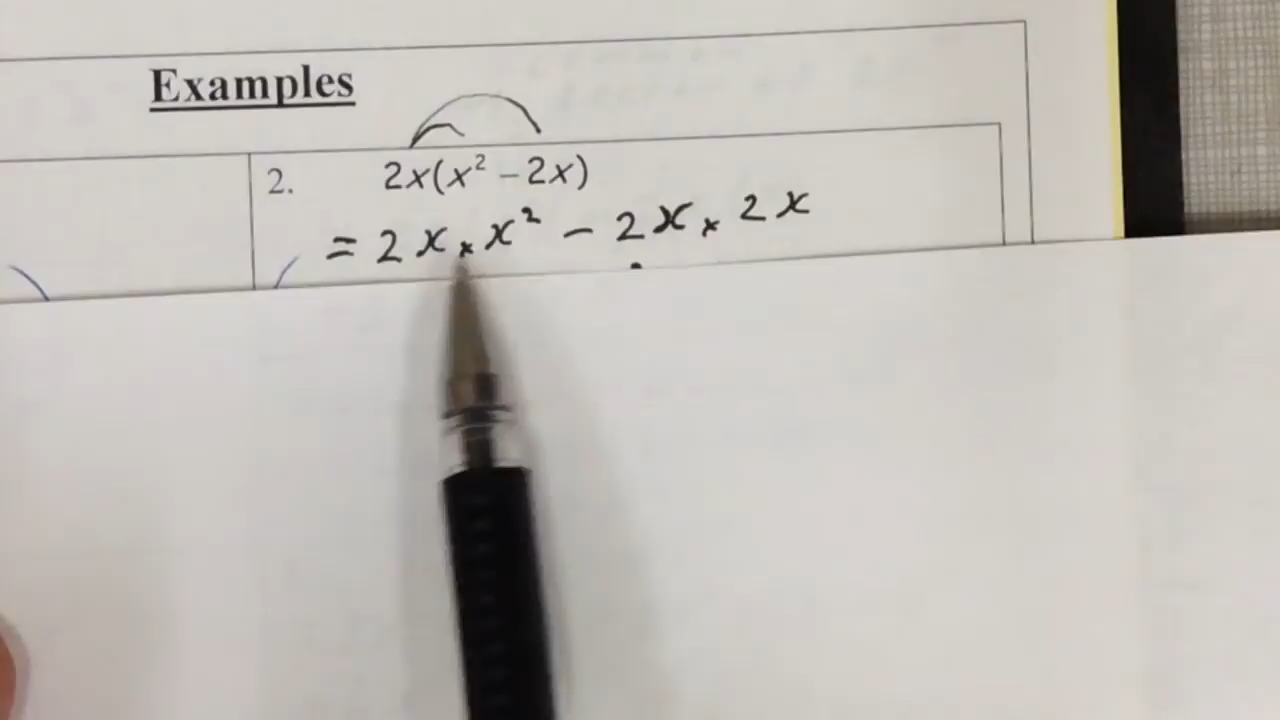 Examples
2. 2x(x² – 2x)
= 2x × x² – 2x × 2x